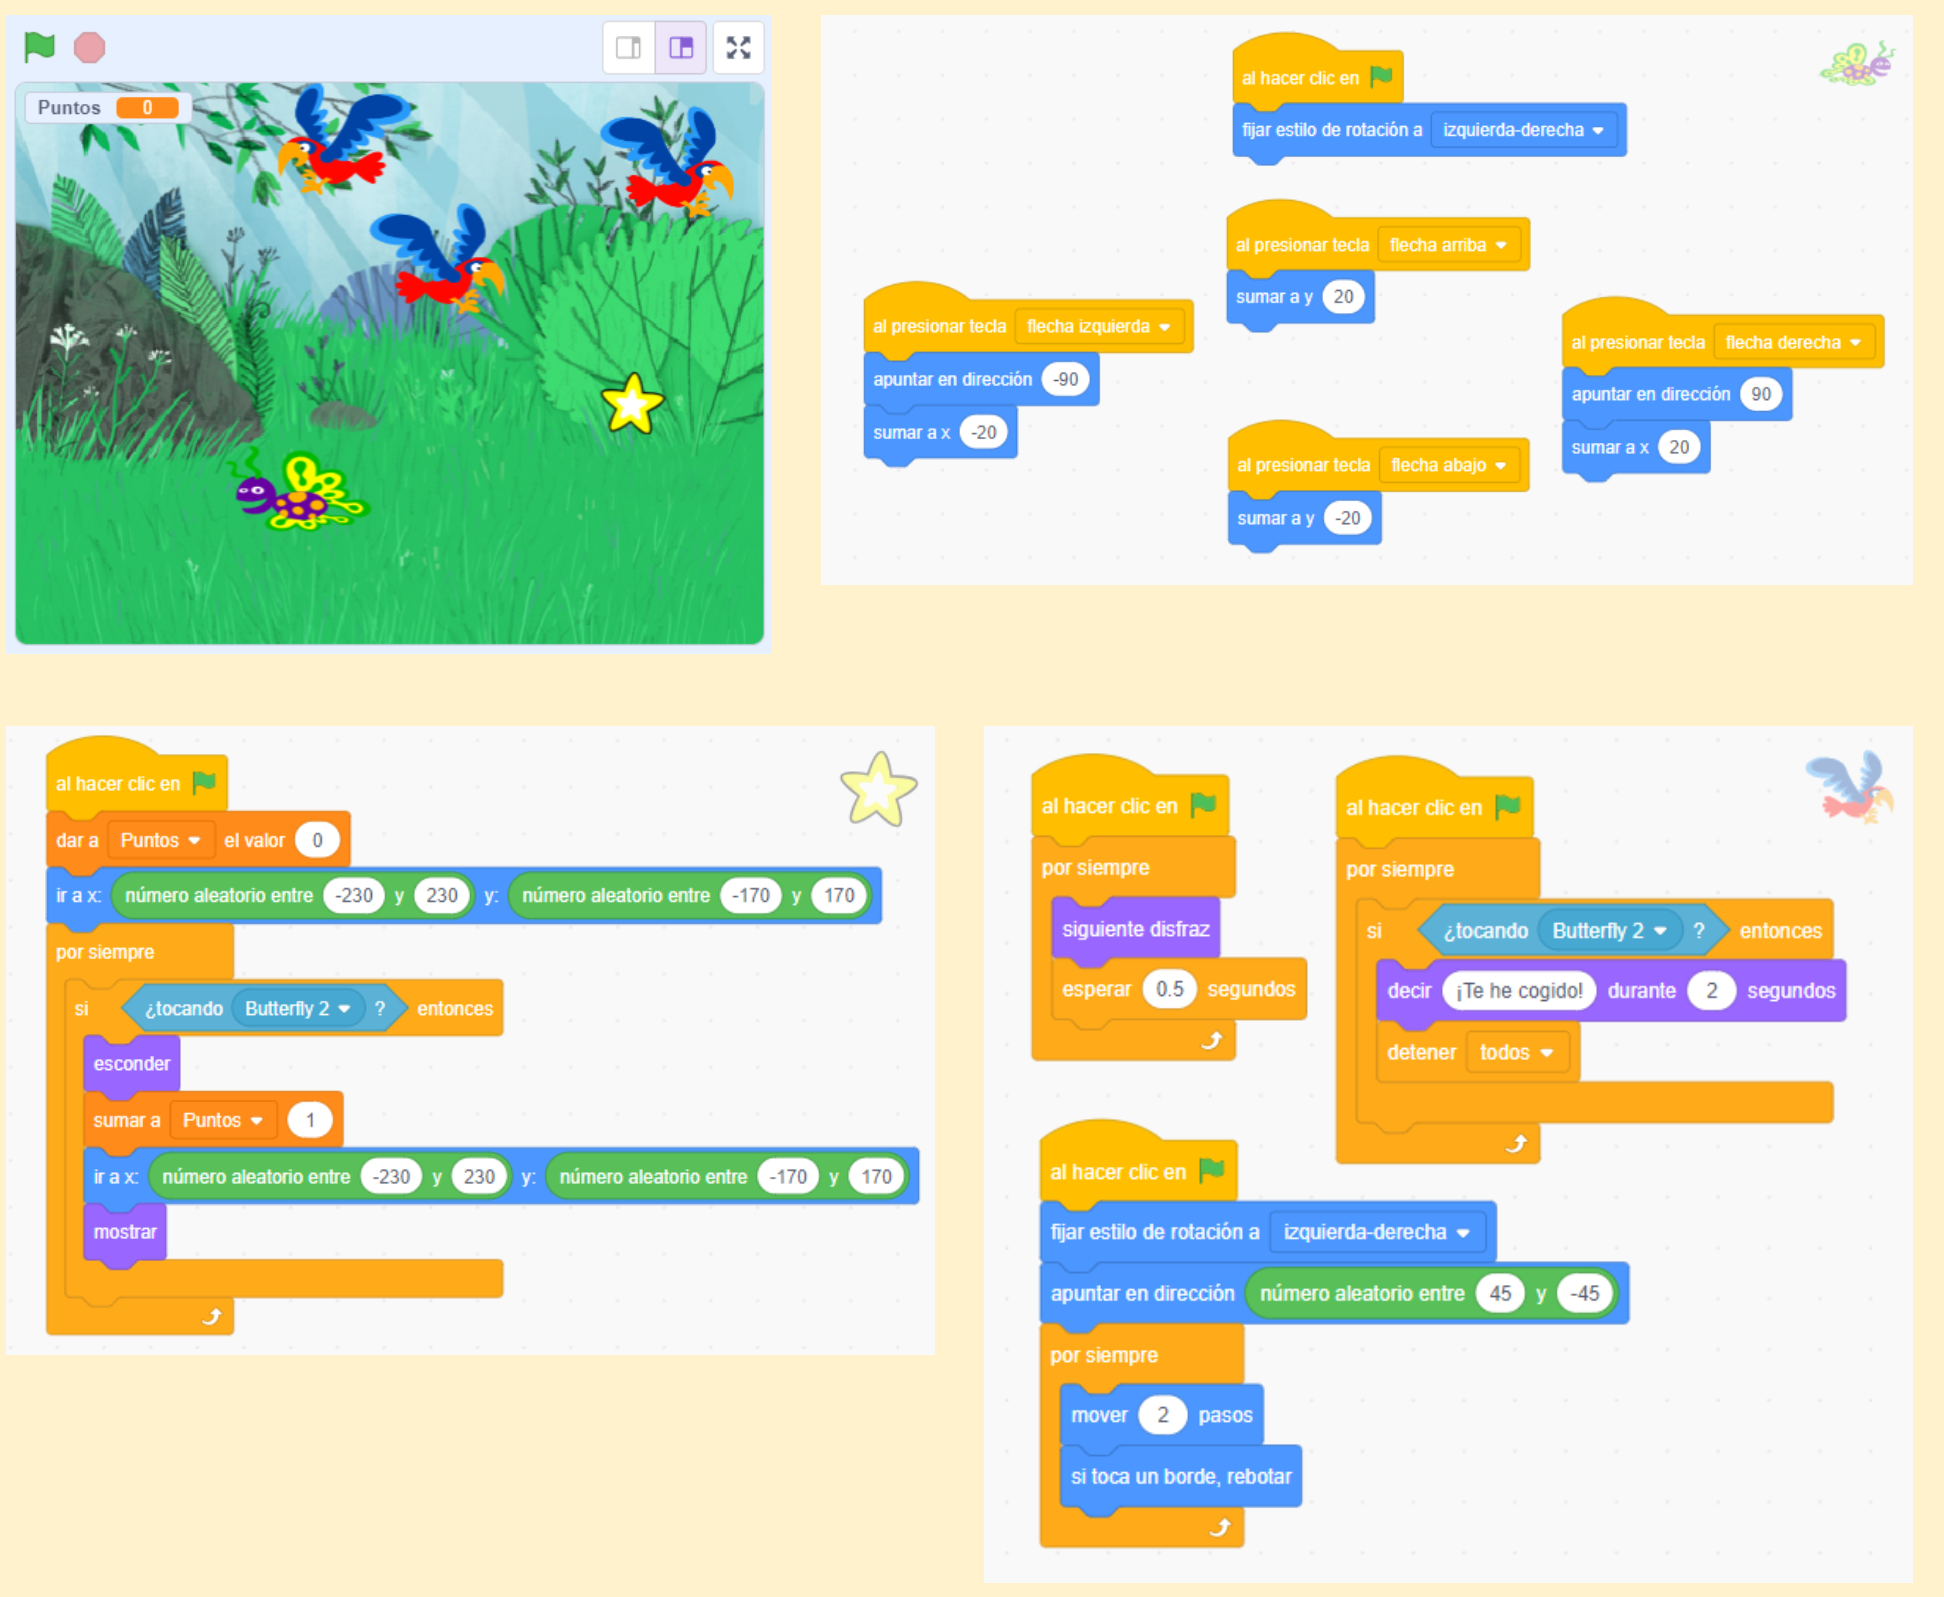 Puntos 0
al hacer clic en
fijar estilo de rotación a izquierda-derecha
al presionar tecla flecha arriba
sumar a y 20
al presionar tecla flecha izquierda
apuntar en dirección -90
sumar a x -20
al presionar tecla flecha derecha
apuntar en dirección 90
sumar a x 20
al presionar tecla flecha abajo
sumar a y -20
al hacer clic en
dar a Puntos el valor 0
ir a x: número aleatorio entre -230 y 230 y: número aleatorio entre -170 y 170
por siempre
si ¿tocando Butterfly 2 ? entonces
esconder
sumar a Puntos 1
ir a x: número aleatorio entre -230 y 230 y: número aleatorio entre -170 y 170
mostrar
al hacer clic en
por siempre
siguiente disfraz
esperar 0.5 segundos
al hacer clic en
por siempre
si ¿tocando Butterfly 2 ? entonces
decir ¡Te he cogido! durante 2 segundos
detener todos
al hacer clic en
fijar estilo de rotación a izquierda-derecha
apuntar en dirección número aleatorio entre 45 y -45
por siempre
mover 2 pasos
si toca un borde, rebotar